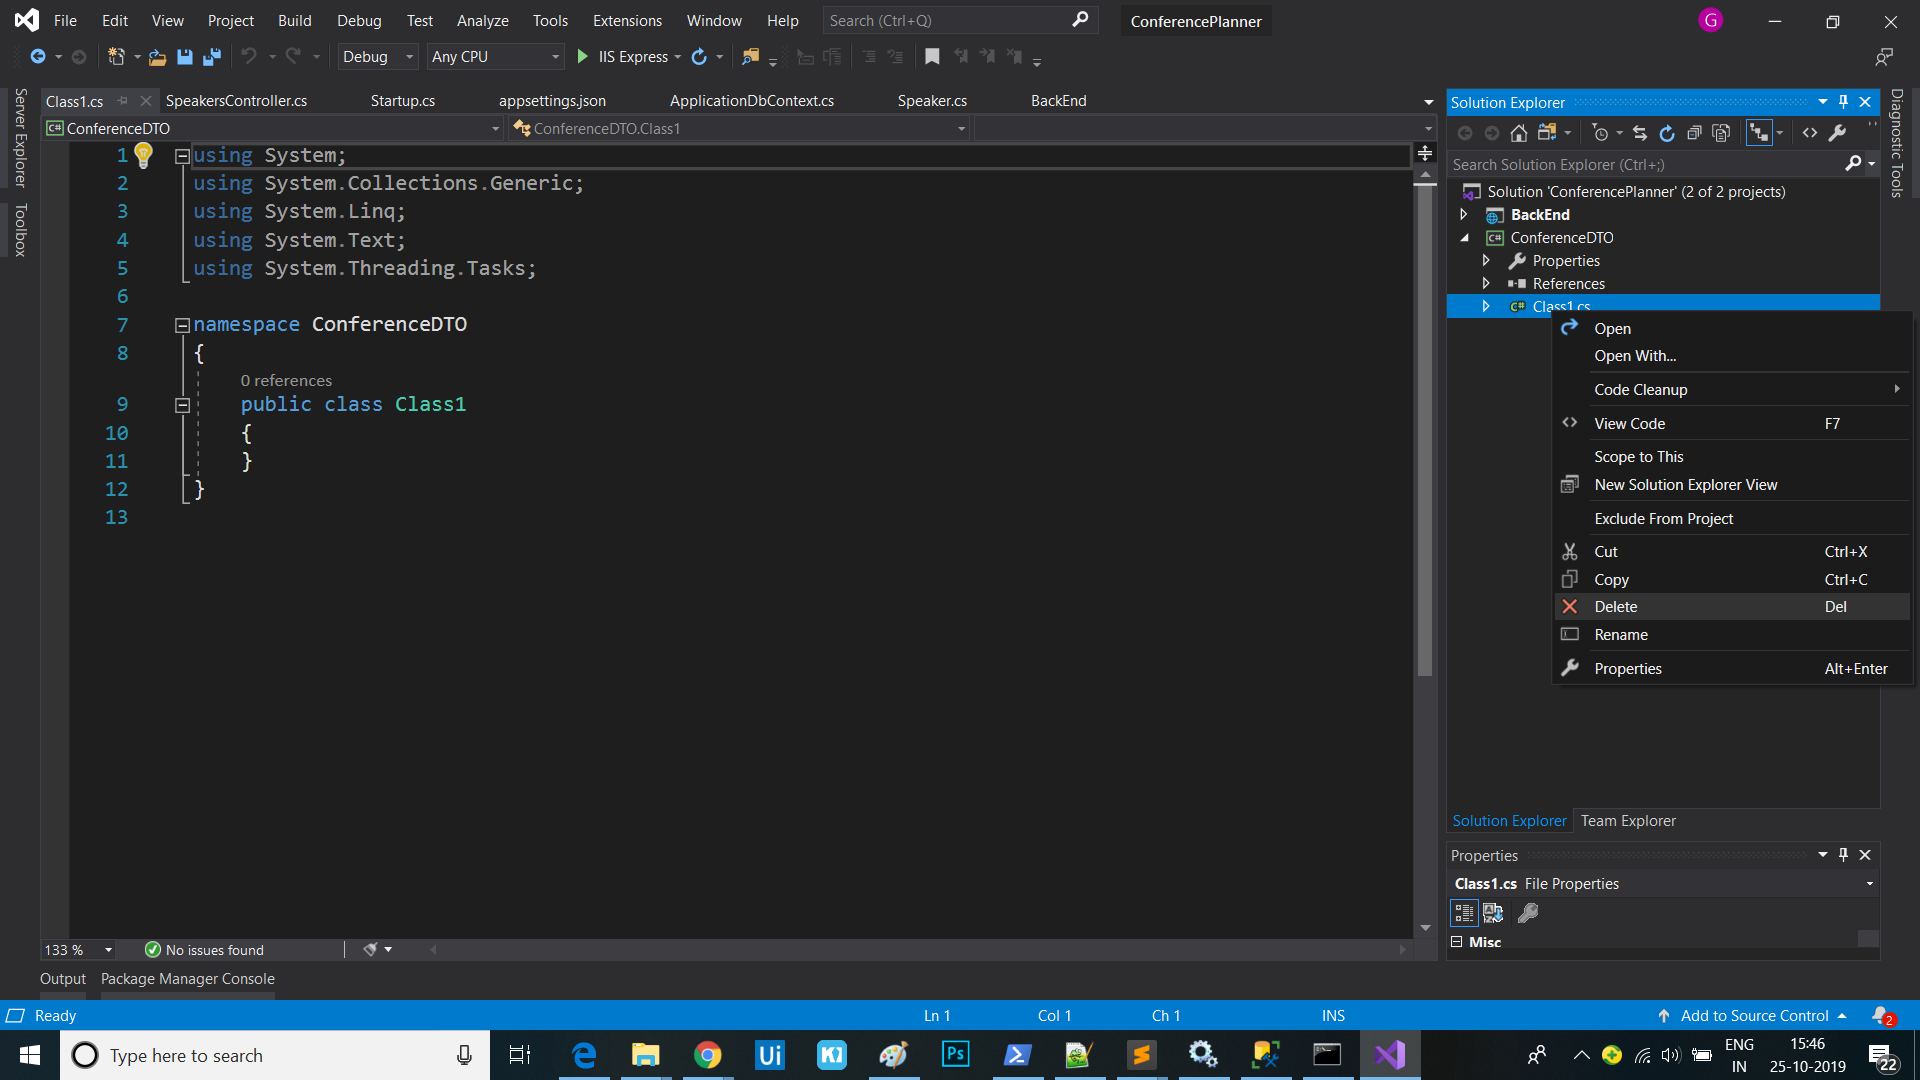 File Edit View Project Build Debug Test Analyze Tools Extensions Window Help Search (Ctrl+Q) ConferencePlanner G
Debug Any CPU IIS Express
Server Explorer
Toolbox
Class1.cs SpeakersController.cs Startup.cs appsettings.json ApplicationDbContext.cs Speaker.cs BackEnd
C# ConferenceDTO ConferenceDTO.Class1
1 using System;
2 using System.Collections.Generic;
3 using System.Linq;
4 using System.Text;
5 using System.Threading.Tasks;
6
7 namespace ConferenceDTO
8 {
0 references
9 public class Class1
10 {
11 }
12 }
13
133 % No issues found
Output Package Manager Console
Solution Explorer
Search Solution Explorer (Ctrl+;)
Solution 'ConferencePlanner' (2 of 2 projects)
BackEnd
C# ConferenceDTO
Properties
References
C# Class1.cs
Open
Open With...
Code Cleanup
View Code F7
Scope to This
New Solution Explorer View
Exclude From Project
Cut Ctrl+X
Copy Ctrl+C
Delete Del
Rename
Properties Alt+Enter
Solution Explorer Team Explorer
Properties
Class1.cs File Properties
Misc
Diagnostic Tools
Ready Ln 1 Col 1 Ch 1 INS Add to Source Control 2
Type here to search Ui K Ps S ENG
IN
15:46
25-10-2019
22